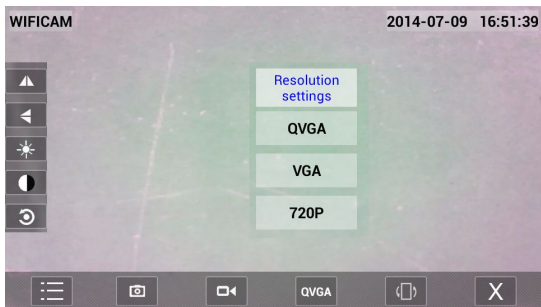 WIFICAM
2014-07-09 16:51:39
Resolution
settings
QVGA
VGA
720P
QVGA
X